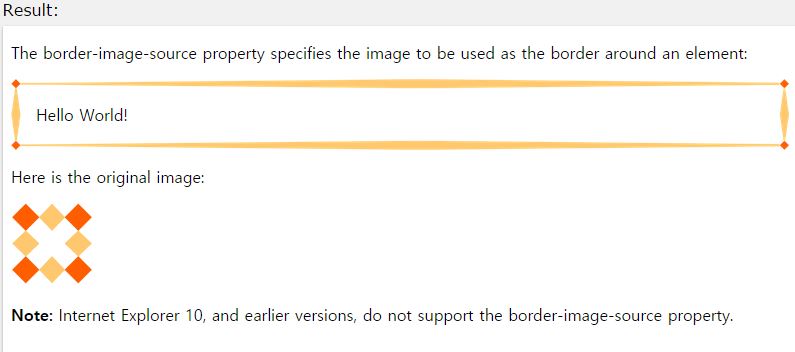 Result:
The border-image-source property specifies the image to be used as the border around an element:
Hello World!
Here is the original image:
Note: Internet Explorer 10, and earlier versions, do not support the border-image-source property.